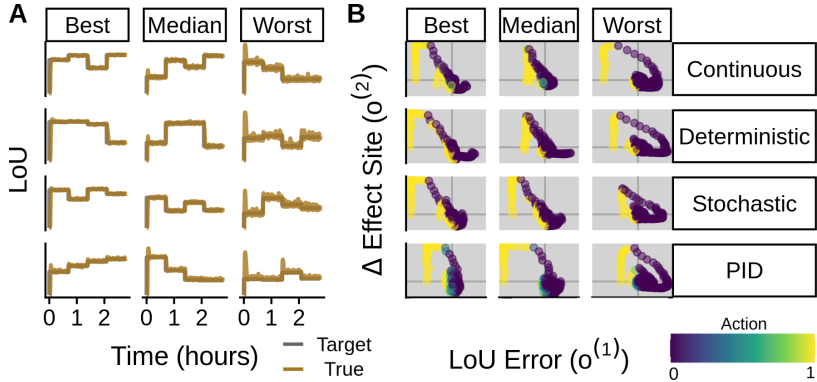 A
Best Median Worst
LoU
0 1 2 0 1 2 0 1 2
Time (hours)
Target
True
B
Best Median Worst
Δ Effect Site (o(2))
Continuous
Deterministic
Stochastic
PID
LoU Error (o(1))
Action
0 1